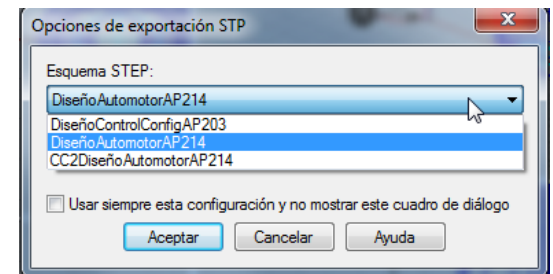 Opciones de exportación STP
Esquema STEP:
DiseñoAutomotorAP214
DiseñoControlConfigAP203
DiseñoAutomotorAP214
CC2DiseñoAutomotorAP214
Usar siempre esta configuración y no mostrar este cuadro de diálogo
Aceptar Cancelar Ayuda